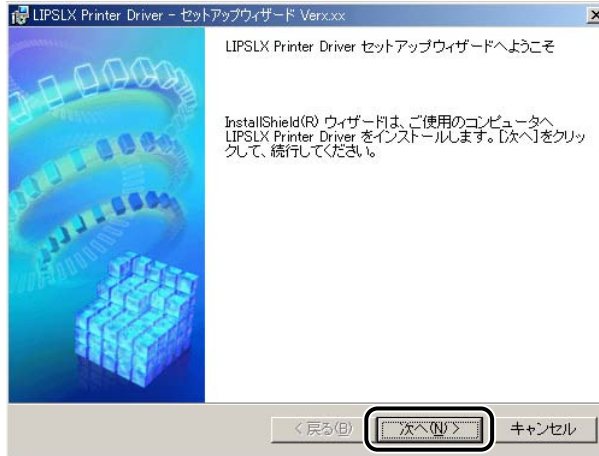 LIPSLX Printer Driver - セットアップウィザード Verx.xx
LIPSLX Printer Driver セットアップウィザードへようこそ
InstallShield(R) ウィザードは、ご使用のコンピュータへ
LIPSLX Printer Driver をインストールします。［次へ］をクリッ
クして、続行してください。
< 戻る(B)
次へ(N) >
キャンセル